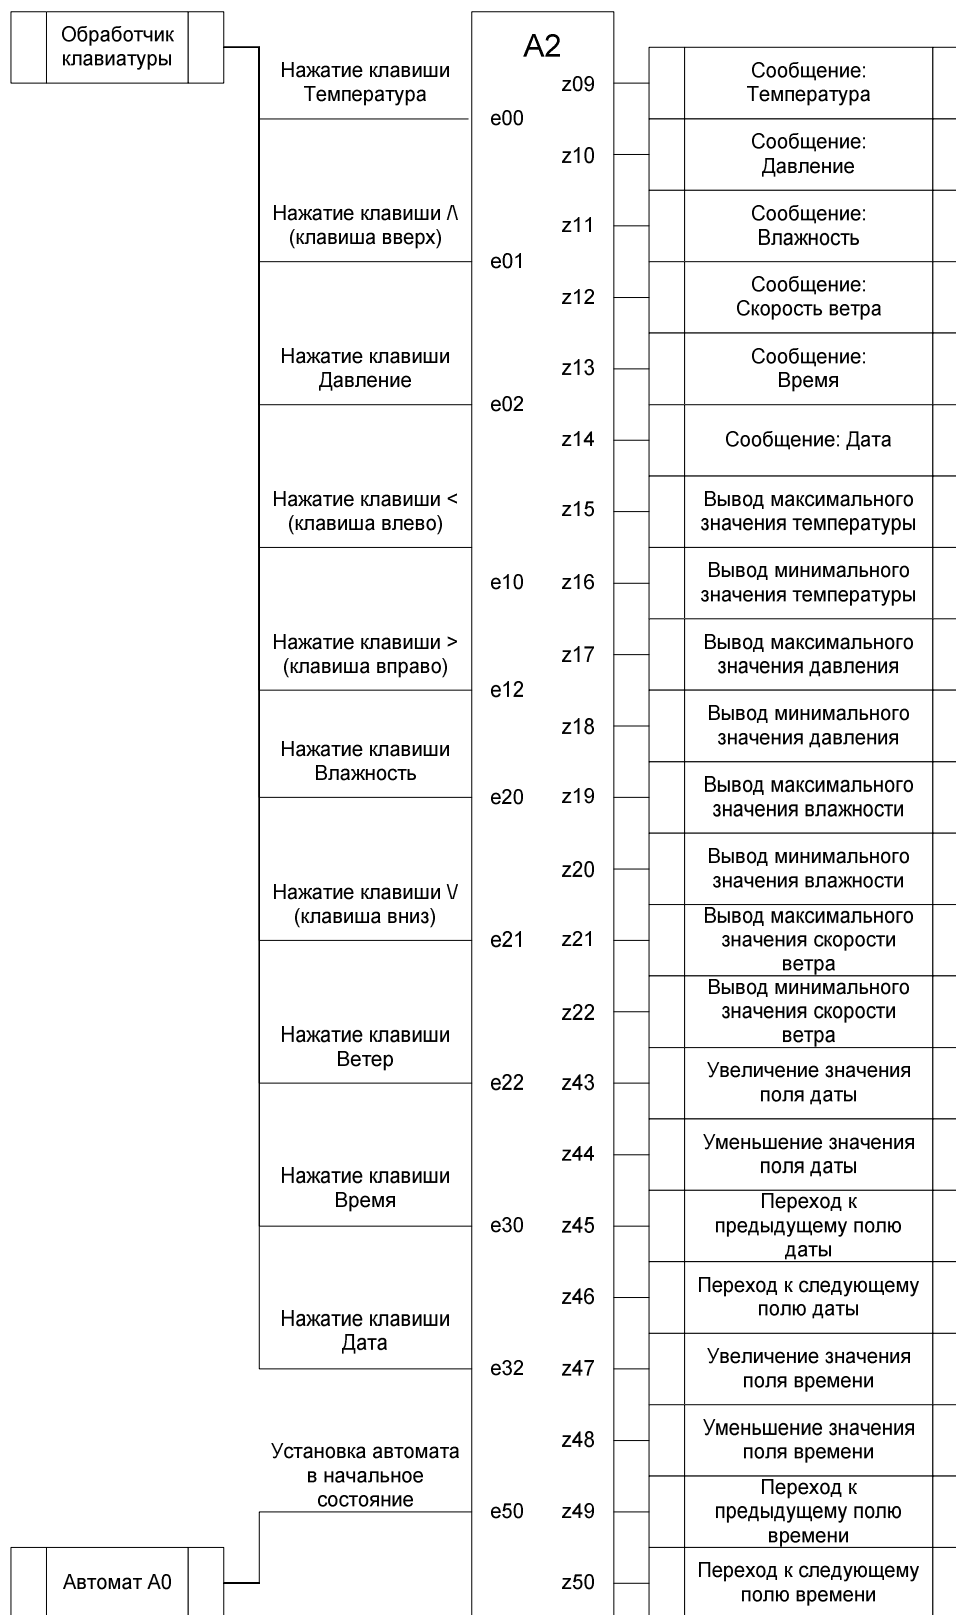 Обработчик
клавиатуры
Автомат А0
Нажатие клавиши
Температура
Нажатие клавиши /\
(клавиша вверх)
Нажатие клавиши
Давление
Нажатие клавиши <
(клавиша влево)
Нажатие клавиши >
(клавиша вправо)
Нажатие клавиши
Влажность
Нажатие клавиши \/
(клавиша вниз)
Нажатие клавиши
Ветер
Нажатие клавиши
Время
Нажатие клавиши
Дата
Установка автомата
в начальное
состояние
А2
e00
e01
e02
e10
e12
e20
e21
e22
e30
e32
e50
z09
z10
z11
z12
z13
z14
z15
z16
z17
z18
z19
z20
z21
z22
z43
z44
z45
z46
z47
z48
z49
z50
Сообщение:
Температура
Сообщение:
Давление
Сообщение:
Влажность
Сообщение:
Скорость ветра
Сообщение:
Время
Сообщение: Дата
Вывод максимального
значения температуры
Вывод минимального
значения температуры
Вывод максимального
значения давления
Вывод минимального
значения давления
Вывод максимального
значения влажности
Вывод минимального
значения влажности
Вывод максимального
значения скорости
ветра
Вывод минимального
значения скорости
ветра
Увеличение значения
поля даты
Уменьшение значения
поля даты
Переход к
предыдущему полю
даты
Переход к следующему
полю даты
Увеличение значения
поля времени
Уменьшение значения
поля времени
Переход к
предыдущему полю
времени
Переход к следующему
полю времени